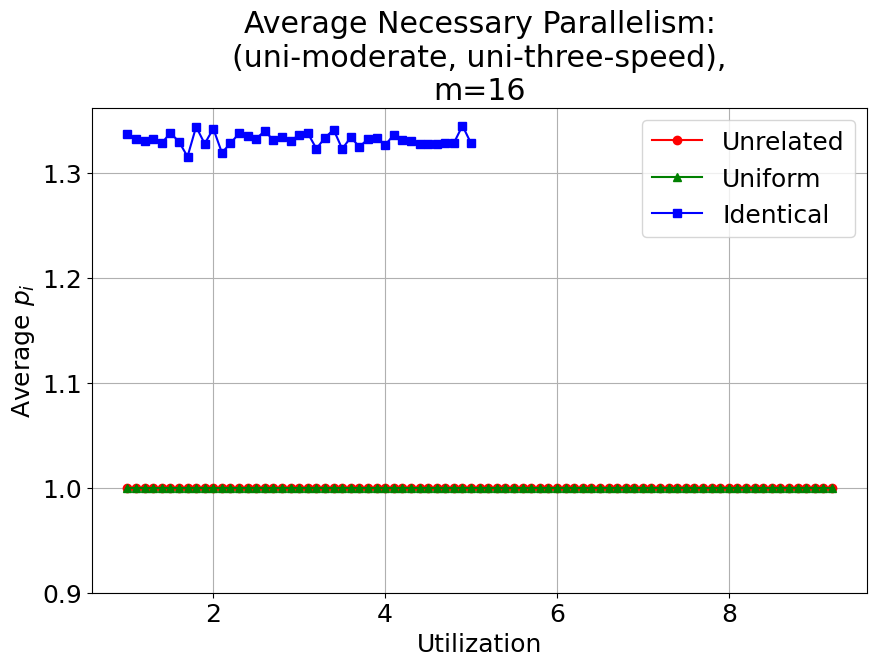 Average Necessary Parallelism:
(uni-moderate, uni-three-speed),
m=16
Unrelated
Uniform
Identical
Average p_i
1.3
1.2
1.1
1.0
0.9
2 4 6 8
Utilization